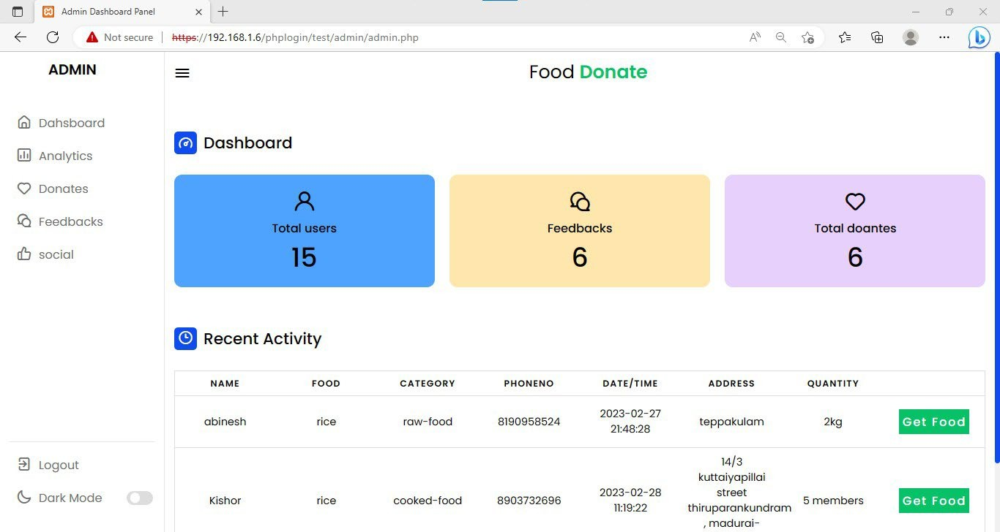 Admin Dashboard Panel
Not secure https://192.168.1.6/phplogin/test/admin/admin.php
ADMIN
Food Donate
Dahsboard
Analytics
Donates
Feedbacks
social
Logout
Dark Mode
Dashboard
Total users
15
Feedbacks
6
Total doantes
6
Recent Activity
NAME FOOD CATEGORY PHONENO DATE/TIME ADDRESS QUANTITY
abinesh rice raw-food 8190958524 2023-02-27 21:48:28 teppakulam 2kg Get Food
Kishor rice cooked-food 8903732696 2023-02-28 11:19:22 14/3 kuttaiyapillai street thiruparankundram , madurai- 5 members Get Food